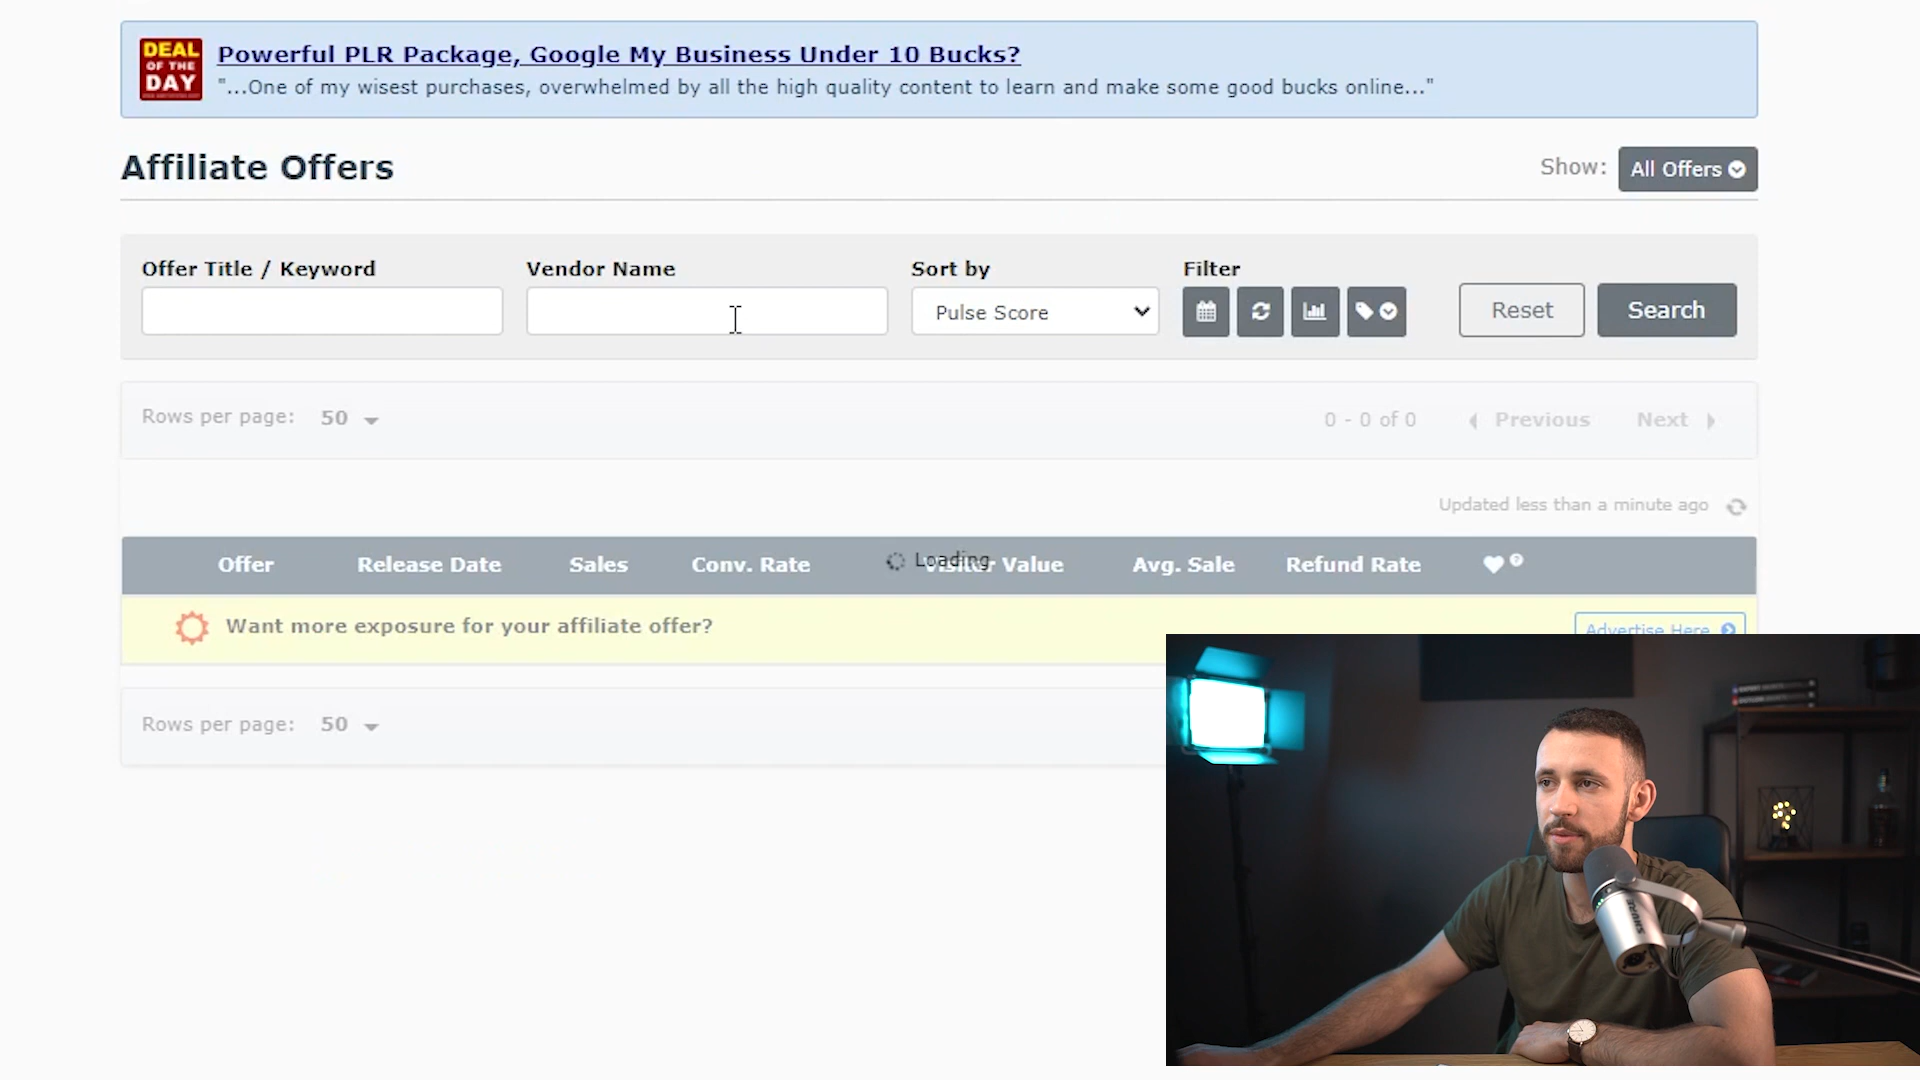 DEAL
OF THE
DAY
Powerful PLR Package, Google My Business Under 10 Bucks?
"...One of my wisest purchases, overwhelmed by all the high quality content to learn and make some good bucks online..."
Affiliate Offers
Show: All Offers
Offer Title / Keyword Vendor Name Sort by Filter
Pulse Score Reset Search
Rows per page: 50 0 - 0 of 0 Previous Next
Updated less than a minute ago
Offer Release Date Sales Conv. Rate Visitor Value Avg. Sale Refund Rate
Loading
Want more exposure for your affiliate offer? Advertise Here
Rows per page: 50
SHURE